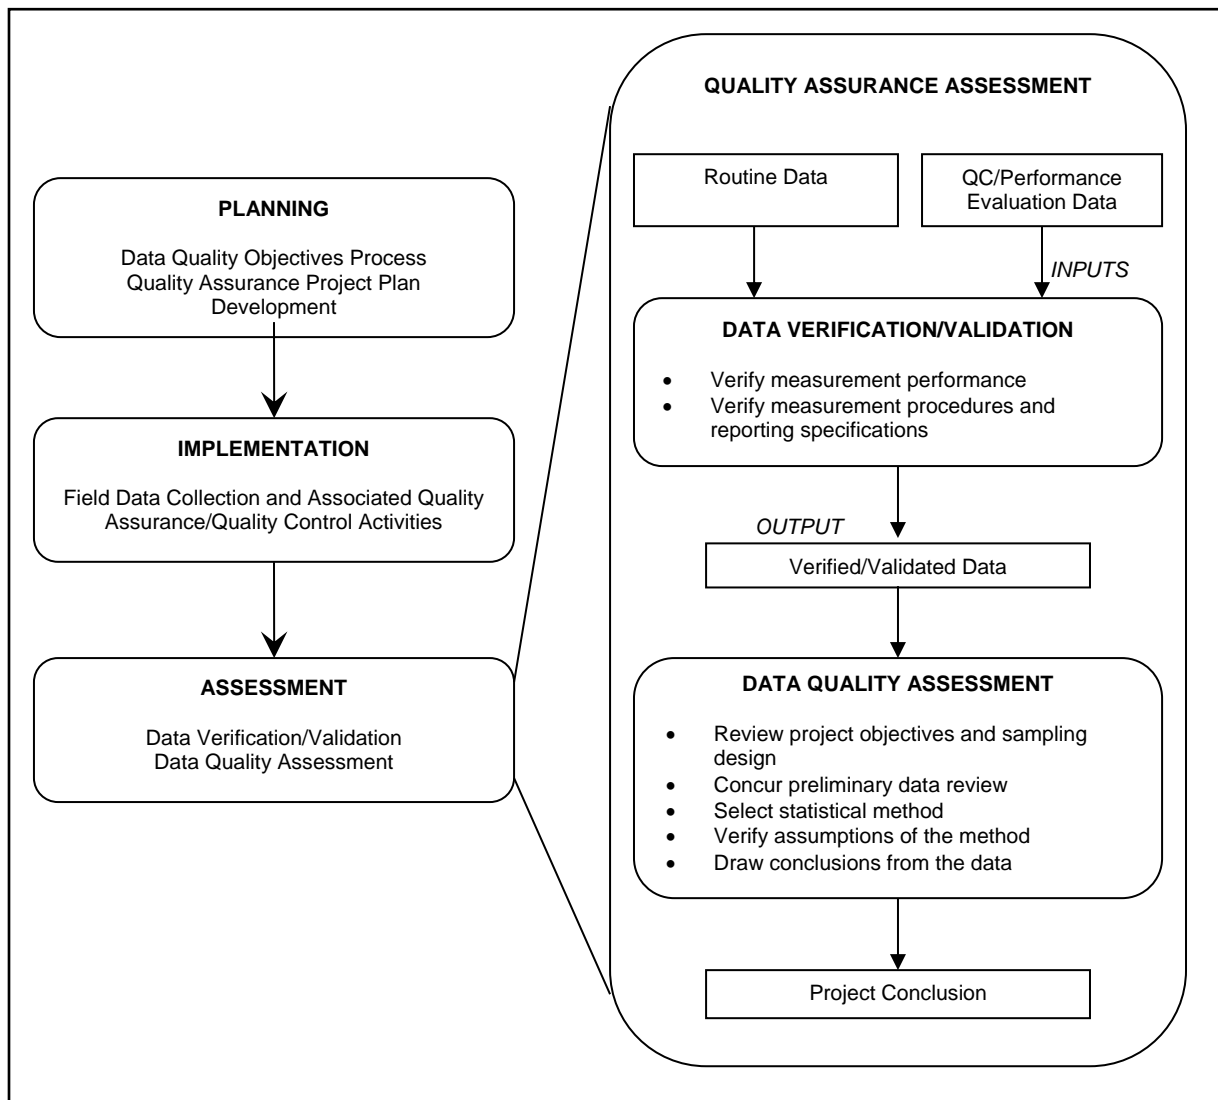 PLANNING
Data Quality Objectives Process
Quality Assurance Project Plan
Development
IMPLEMENTATION
Field Data Collection and Associated Quality
Assurance/Quality Control Activities
ASSESSMENT
Data Verification/Validation
Data Quality Assessment
QUALITY ASSURANCE ASSESSMENT
Routine Data
QC/Performance
Evaluation Data
INPUTS
DATA VERIFICATION/VALIDATION
• Verify measurement performance
• Verify measurement procedures and
reporting specifications
OUTPUT
Verified/Validated Data
DATA QUALITY ASSESSMENT
• Review project objectives and sampling
design
• Concur preliminary data review
• Select statistical method
• Verify assumptions of the method
• Draw conclusions from the data
Project Conclusion